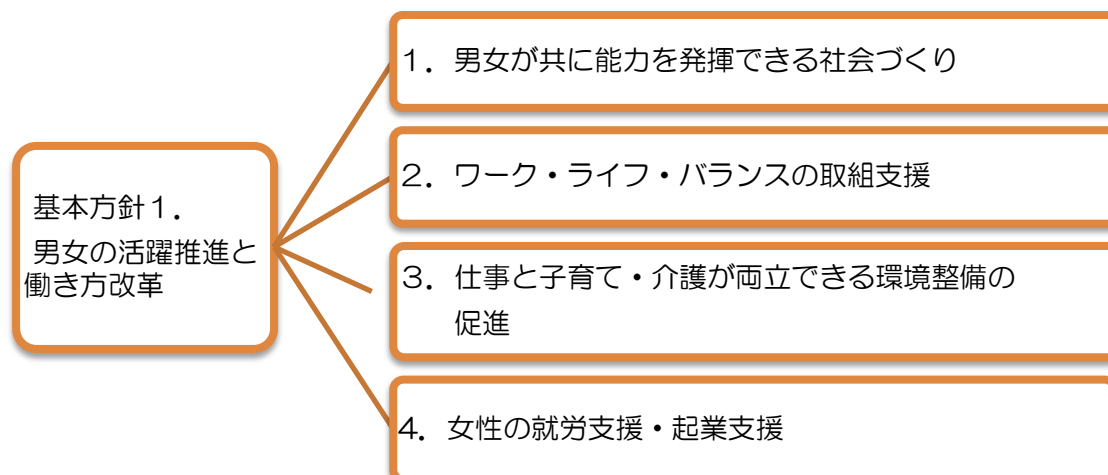 1．男女が共に能力を発揮できる社会づくり
2．ワーク・ライフ・バランスの取組支援
基本方針1．
男女の活躍推進と
働き方改革
3．仕事と子育て・介護が両立できる環境整備の
促進
4．女性の就労支援・起業支援